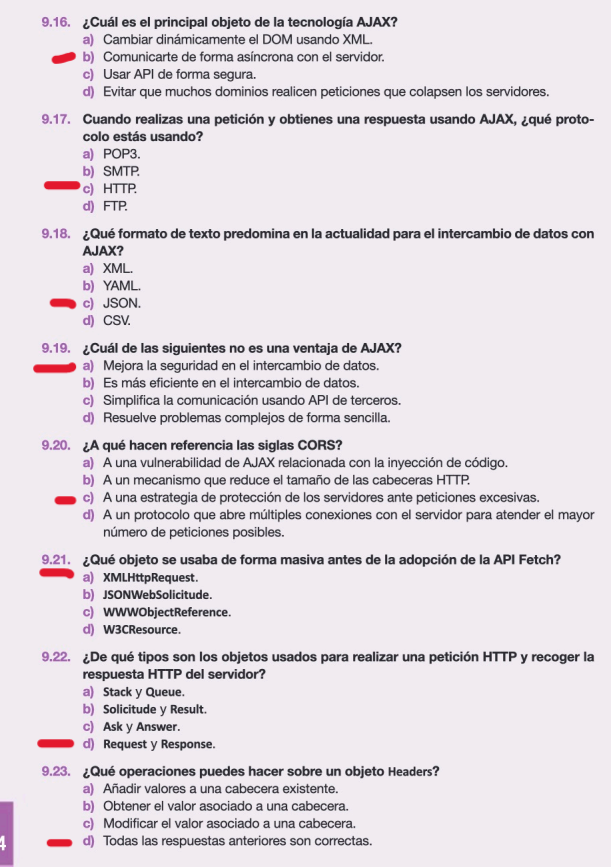 9.16. ¿Cuál es el principal objeto de la tecnología AJAX?
a) Cambiar dinámicamente el DOM usando XML.
b) Comunicarte de forma asíncrona con el servidor.
c) Usar API de forma segura.
d) Evitar que muchos dominios realicen peticiones que colapsen los servidores.
9.17. Cuando realizas una petición y obtienes una respuesta usando AJAX, ¿qué proto-
colo estás usando?
a) POP3.
b) SMTP.
c) HTTP.
d) FTP.
9.18. ¿Qué formato de texto predomina en la actualidad para el intercambio de datos con
AJAX?
a) XML.
b) YAML.
c) JSON.
d) CSV.
9.19. ¿Cuál de las siguientes no es una ventaja de AJAX?
a) Mejora la seguridad en el intercambio de datos.
b) Es más eficiente en el intercambio de datos.
c) Simplifica la comunicación usando API de terceros.
d) Resuelve problemas complejos de forma sencilla.
9.20. ¿A qué hacen referencia las siglas CORS?
a) A una vulnerabilidad de AJAX relacionada con la inyección de código.
b) A un mecanismo que reduce el tamaño de las cabeceras HTTP.
c) A una estrategia de protección de los servidores ante peticiones excesivas.
d) A un protocolo que abre múltiples conexiones con el servidor para atender el mayor
número de peticiones posibles.
9.21. ¿Qué objeto se usaba de forma masiva antes de la adopción de la API Fetch?
a) XMLHttpRequest.
b) JSONWebSolicitude.
c) WWWObjectReference.
d) W3CResource.
9.22. ¿De qué tipos son los objetos usados para realizar una petición HTTP y recoger la
respuesta HTTP del servidor?
a) Stack y Queue.
b) Solicitude y Result.
c) Ask y Answer.
d) Request y Response.
9.23. ¿Qué operaciones puedes hacer sobre un objeto Headers?
a) Añadir valores a una cabecera existente.
b) Obtener el valor asociado a una cabecera.
c) Modificar el valor asociado a una cabecera.
d) Todas las respuestas anteriores son correctas.
4